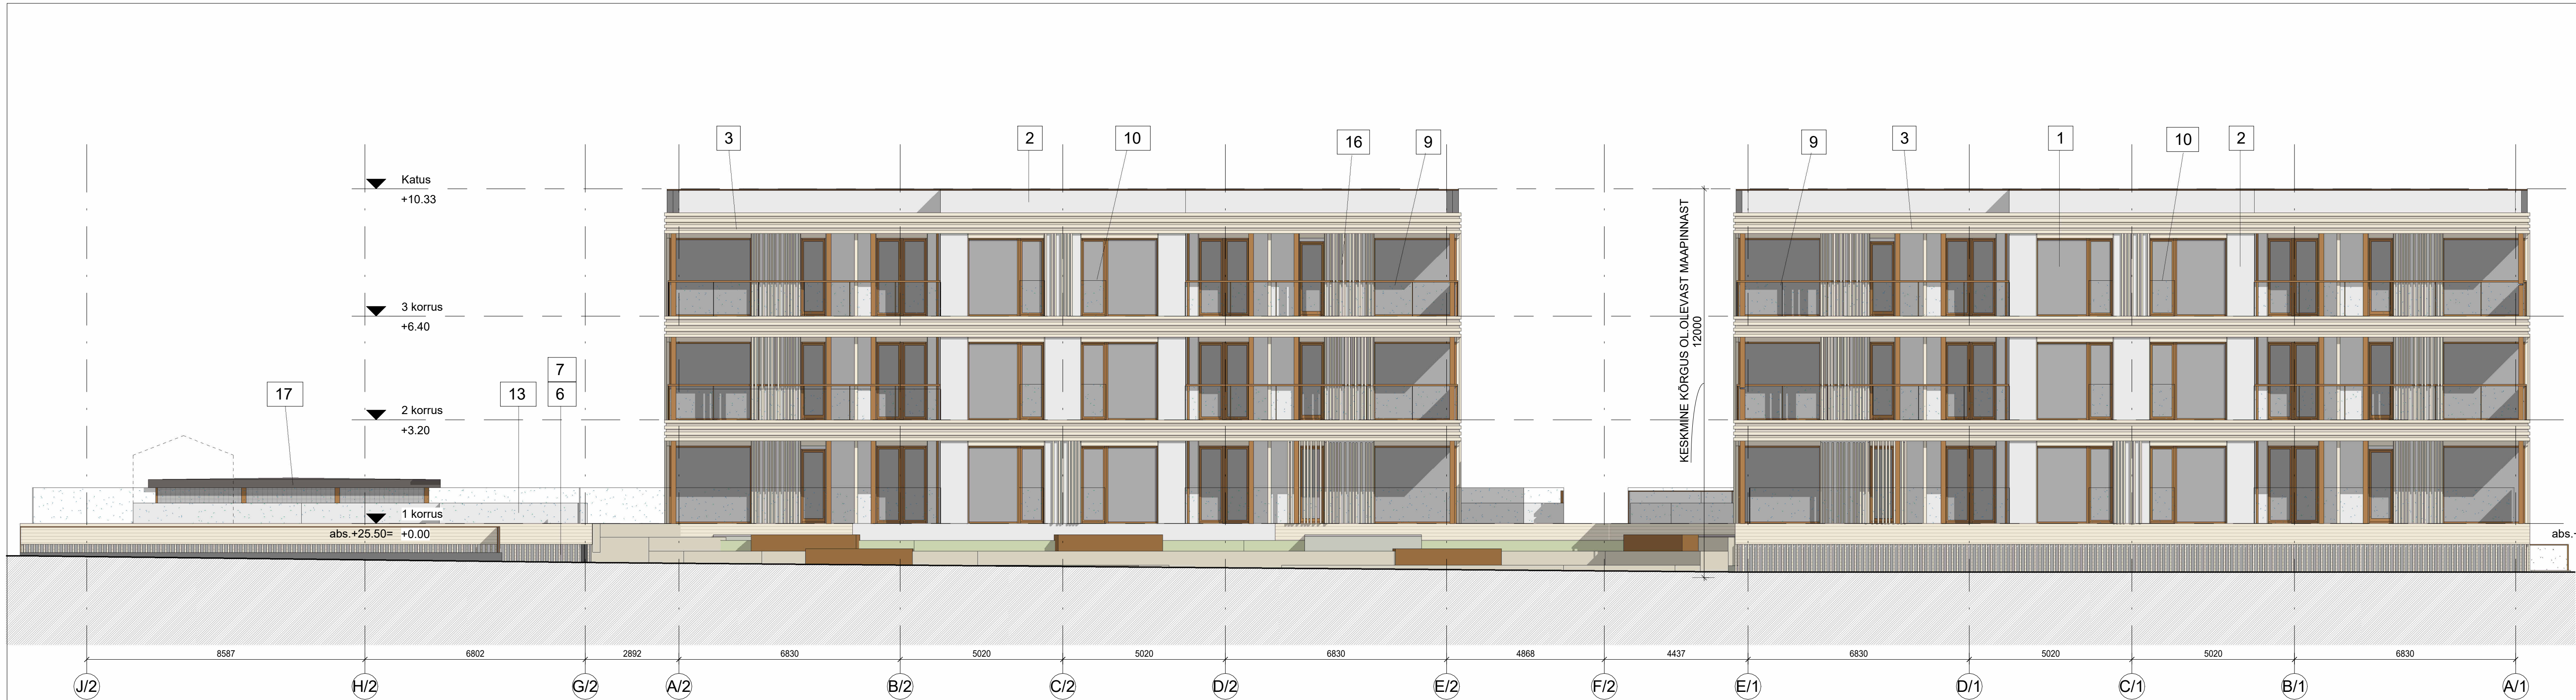 3
2
10
16
9
9
3
1
10
2
Katus
+10.33
3 korrus
+6.40
KESKMINE KÕRGUS OL.OLEVAST MAAPINNAST
12000
7
17
13
6
2 korrus
+3.20
1 korrus
abs.+25.50= +0.00
abs.+
8587
6802
2892
6830
5020
5020
6830
4868
4437
6830
5020
5020
6830
J/2
H/2
G/2
A/2
B/2
C/2
D/2
E/2
F/2
E/1
D/1
C/1
B/1
A/1